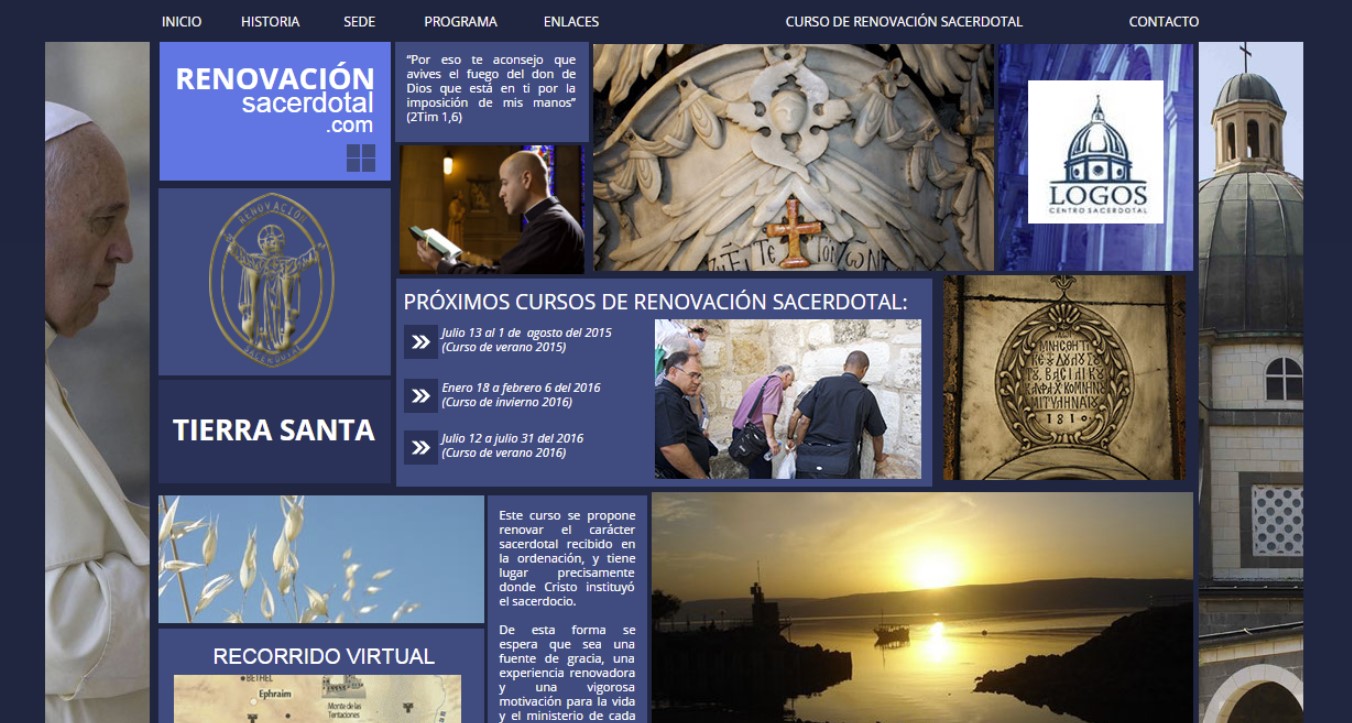 INICIO
HISTORIA
SEDE
PROGRAMA
ENLACES
CURSO DE RENOVACIÓN SACERDOTAL
CONTACTO
RENOVACIÓN
sacerdotal
.com
“Por eso te aconsejo que
avives el fuego del don de
Dios que está en ti por la
imposición de mis manos”
(2Tim 1,6)
LOGOS
CENTRO SACERDOTAL
RENOVACIÓN
SACERDOTAL
TIERRA SANTA
PRÓXIMOS CURSOS DE RENOVACIÓN SACERDOTAL:
Julio 13 al 1 de agosto del 2015
(Curso de verano 2015)
Enero 18 a febrero 6 del 2016
(Curso de invierno 2016)
Julio 12 a julio 31 del 2016
(Curso de verano 2016)
1810
Este curso se propone
renovar el carácter
sacerdotal recibido en
la ordenación, y tiene
lugar precisamente
donde Cristo instituyó
el sacerdocio.
De esta forma se
espera que sea una
fuente de gracia, una
experiencia renovadora
y una vigorosa
motivación para la vida
y el ministerio de cada
RECORRIDO VIRTUAL
BETHEL
Ephraim
Monte de las
Tentaciones